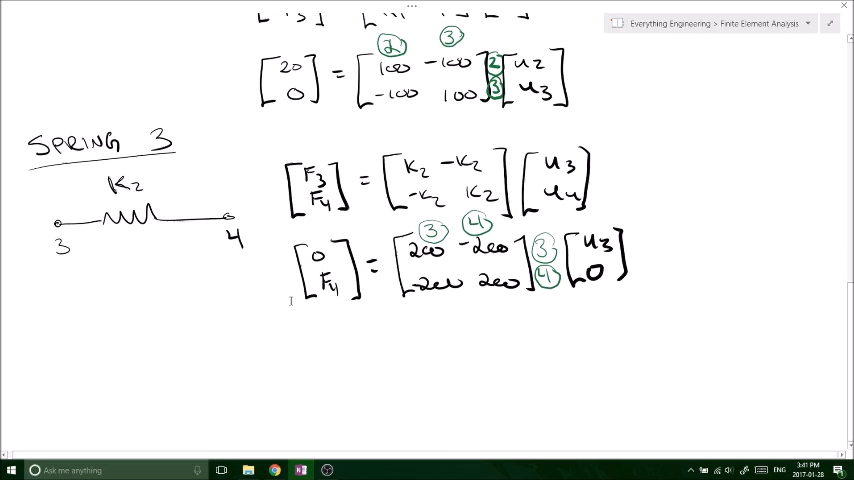 Everything Engineering > Finite Element Analysis
② ③
[20 0] = [100 -100 -100 100] ② ③ [u2 u3]
SPRING 3
K2
3 4
[F3 F4] = [K2 -K2 -K2 K2] [u3 u4]
③ ④
[0 F4] = [200 -200 -200 200] ③ ④ [u3 0]
Ask me anything
ENG
3:41 PM
2017-01-28